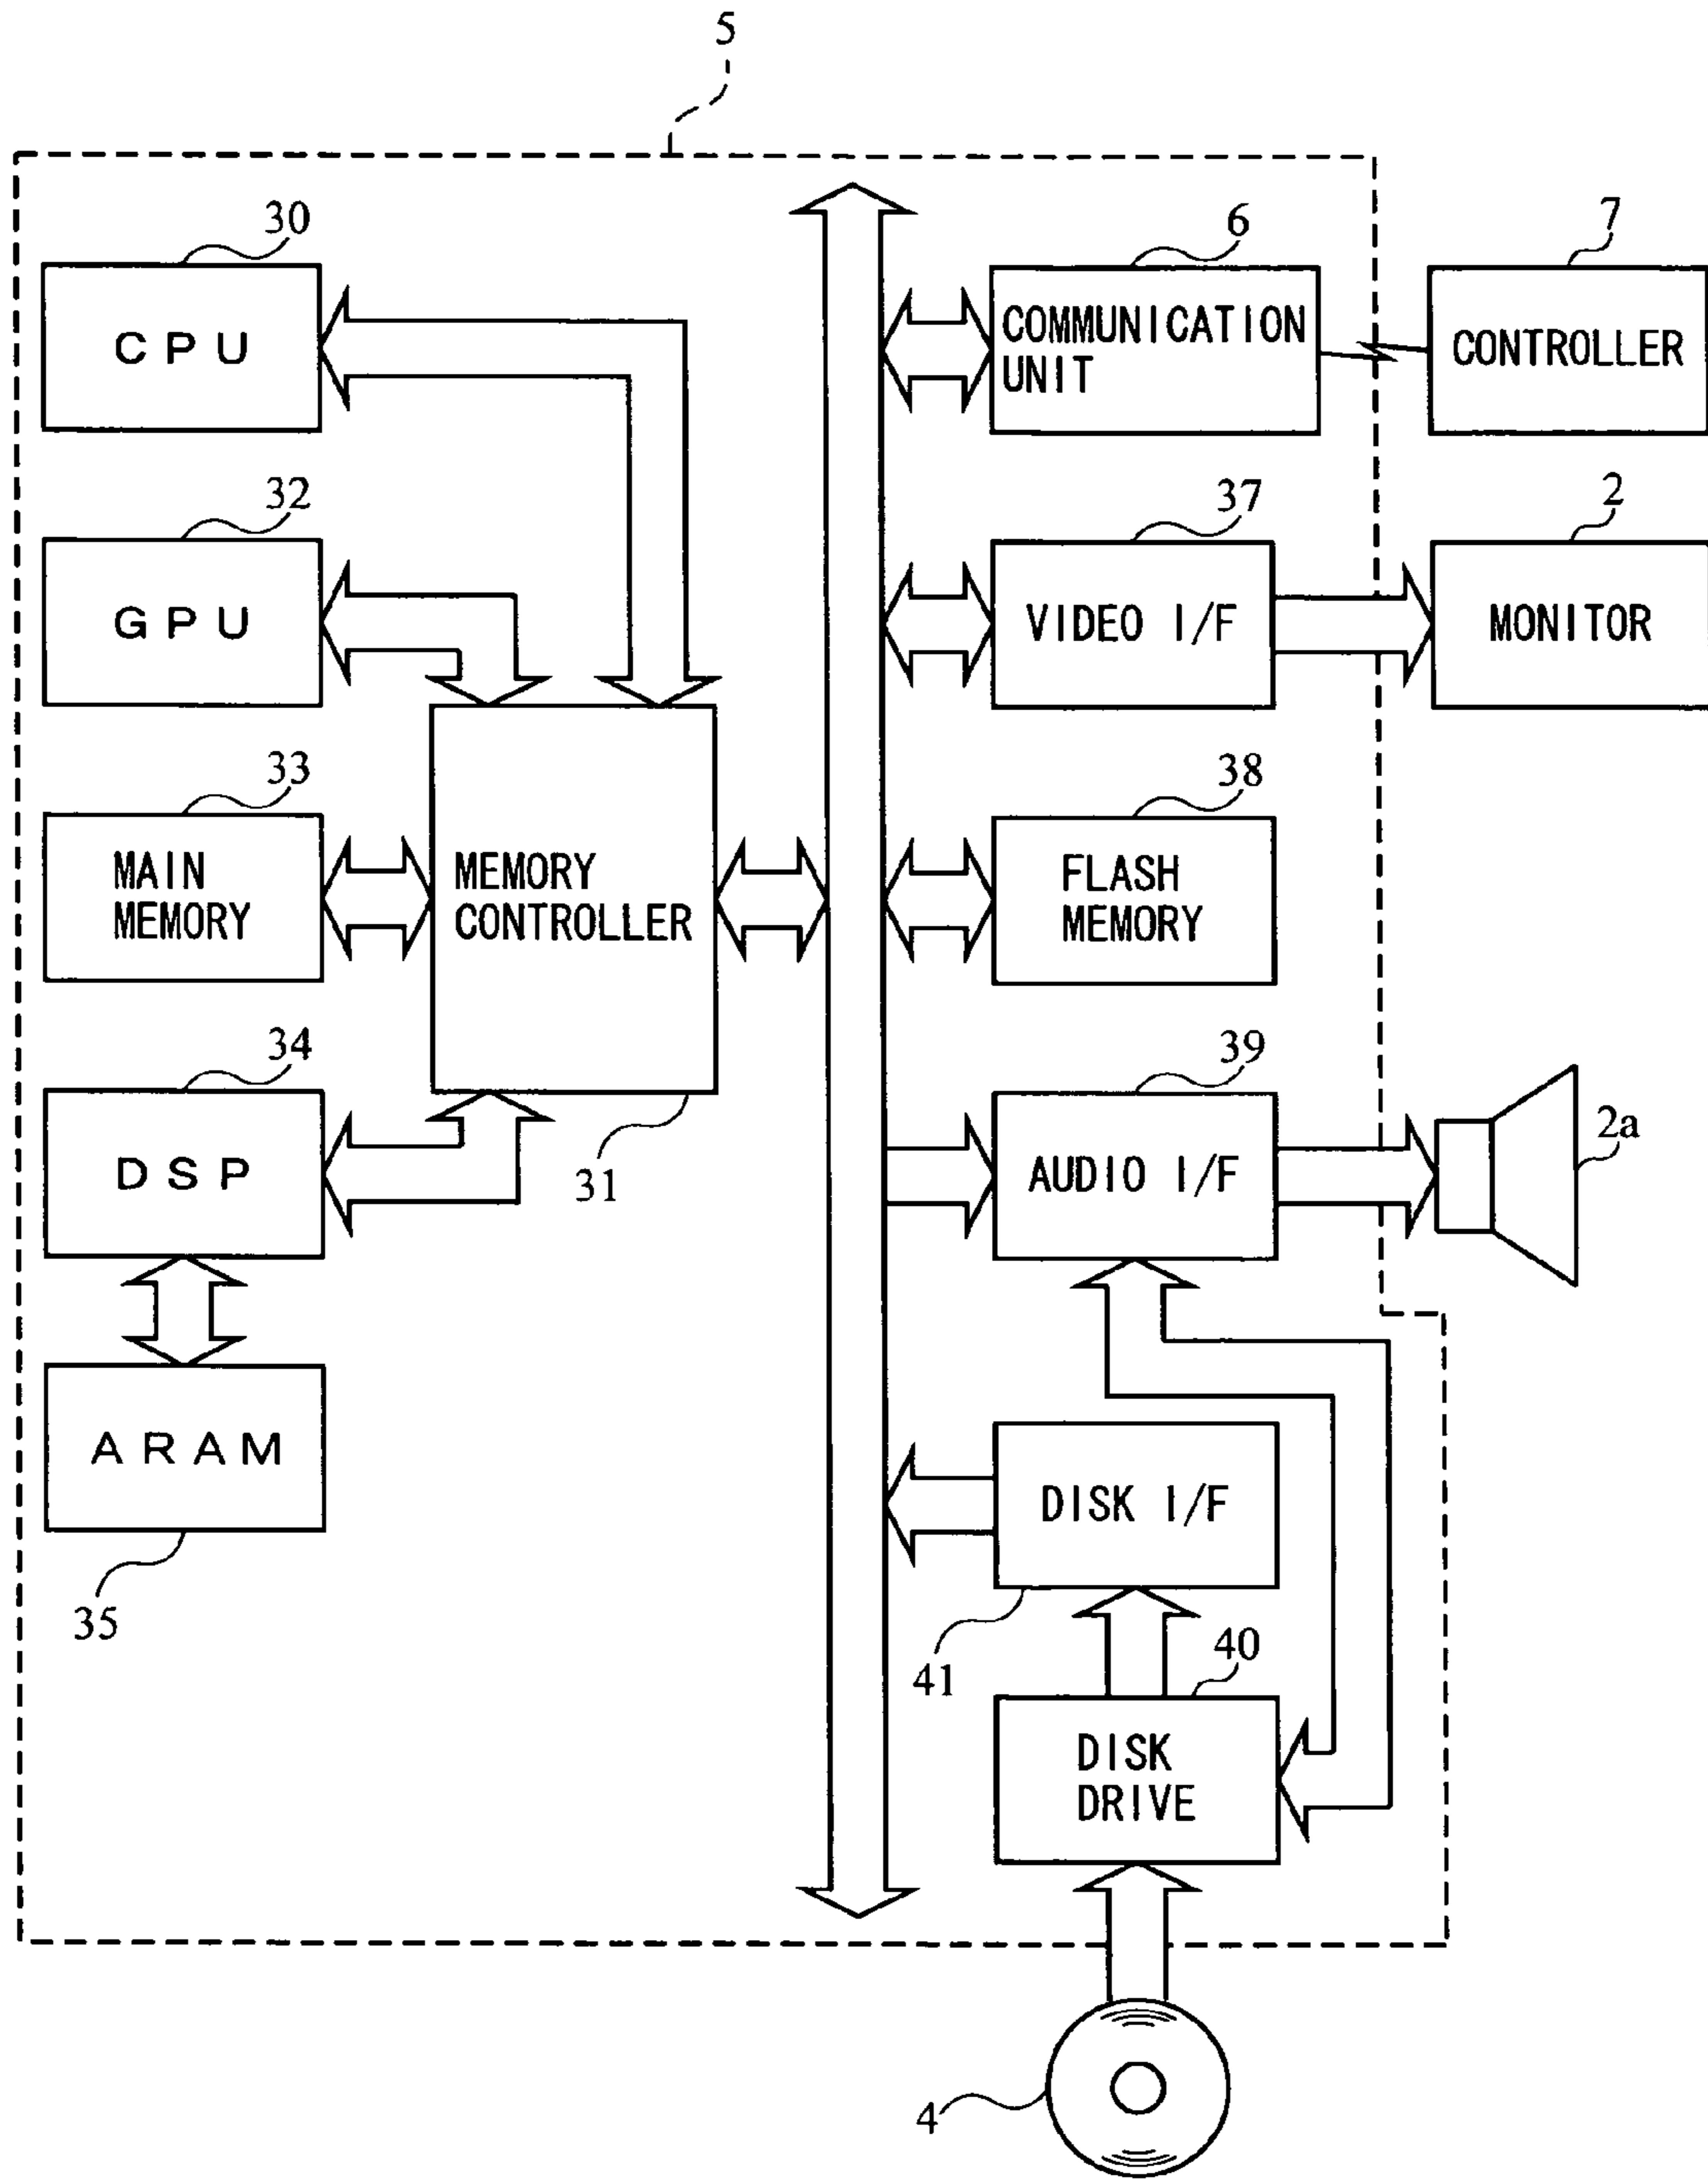 5
30
CPU
6
COMMUNICATION
UNIT
7
CONTROLLER
32
GPU
37
VIDEO I/F
2
MONITOR
33
MAIN
MEMORY
MEMORY
CONTROLLER
31
38
FLASH
MEMORY
34
DSP
39
AUDIO I/F
2a
ARAM
35
DISK I/F
41
40
DISK
DRIVE
4